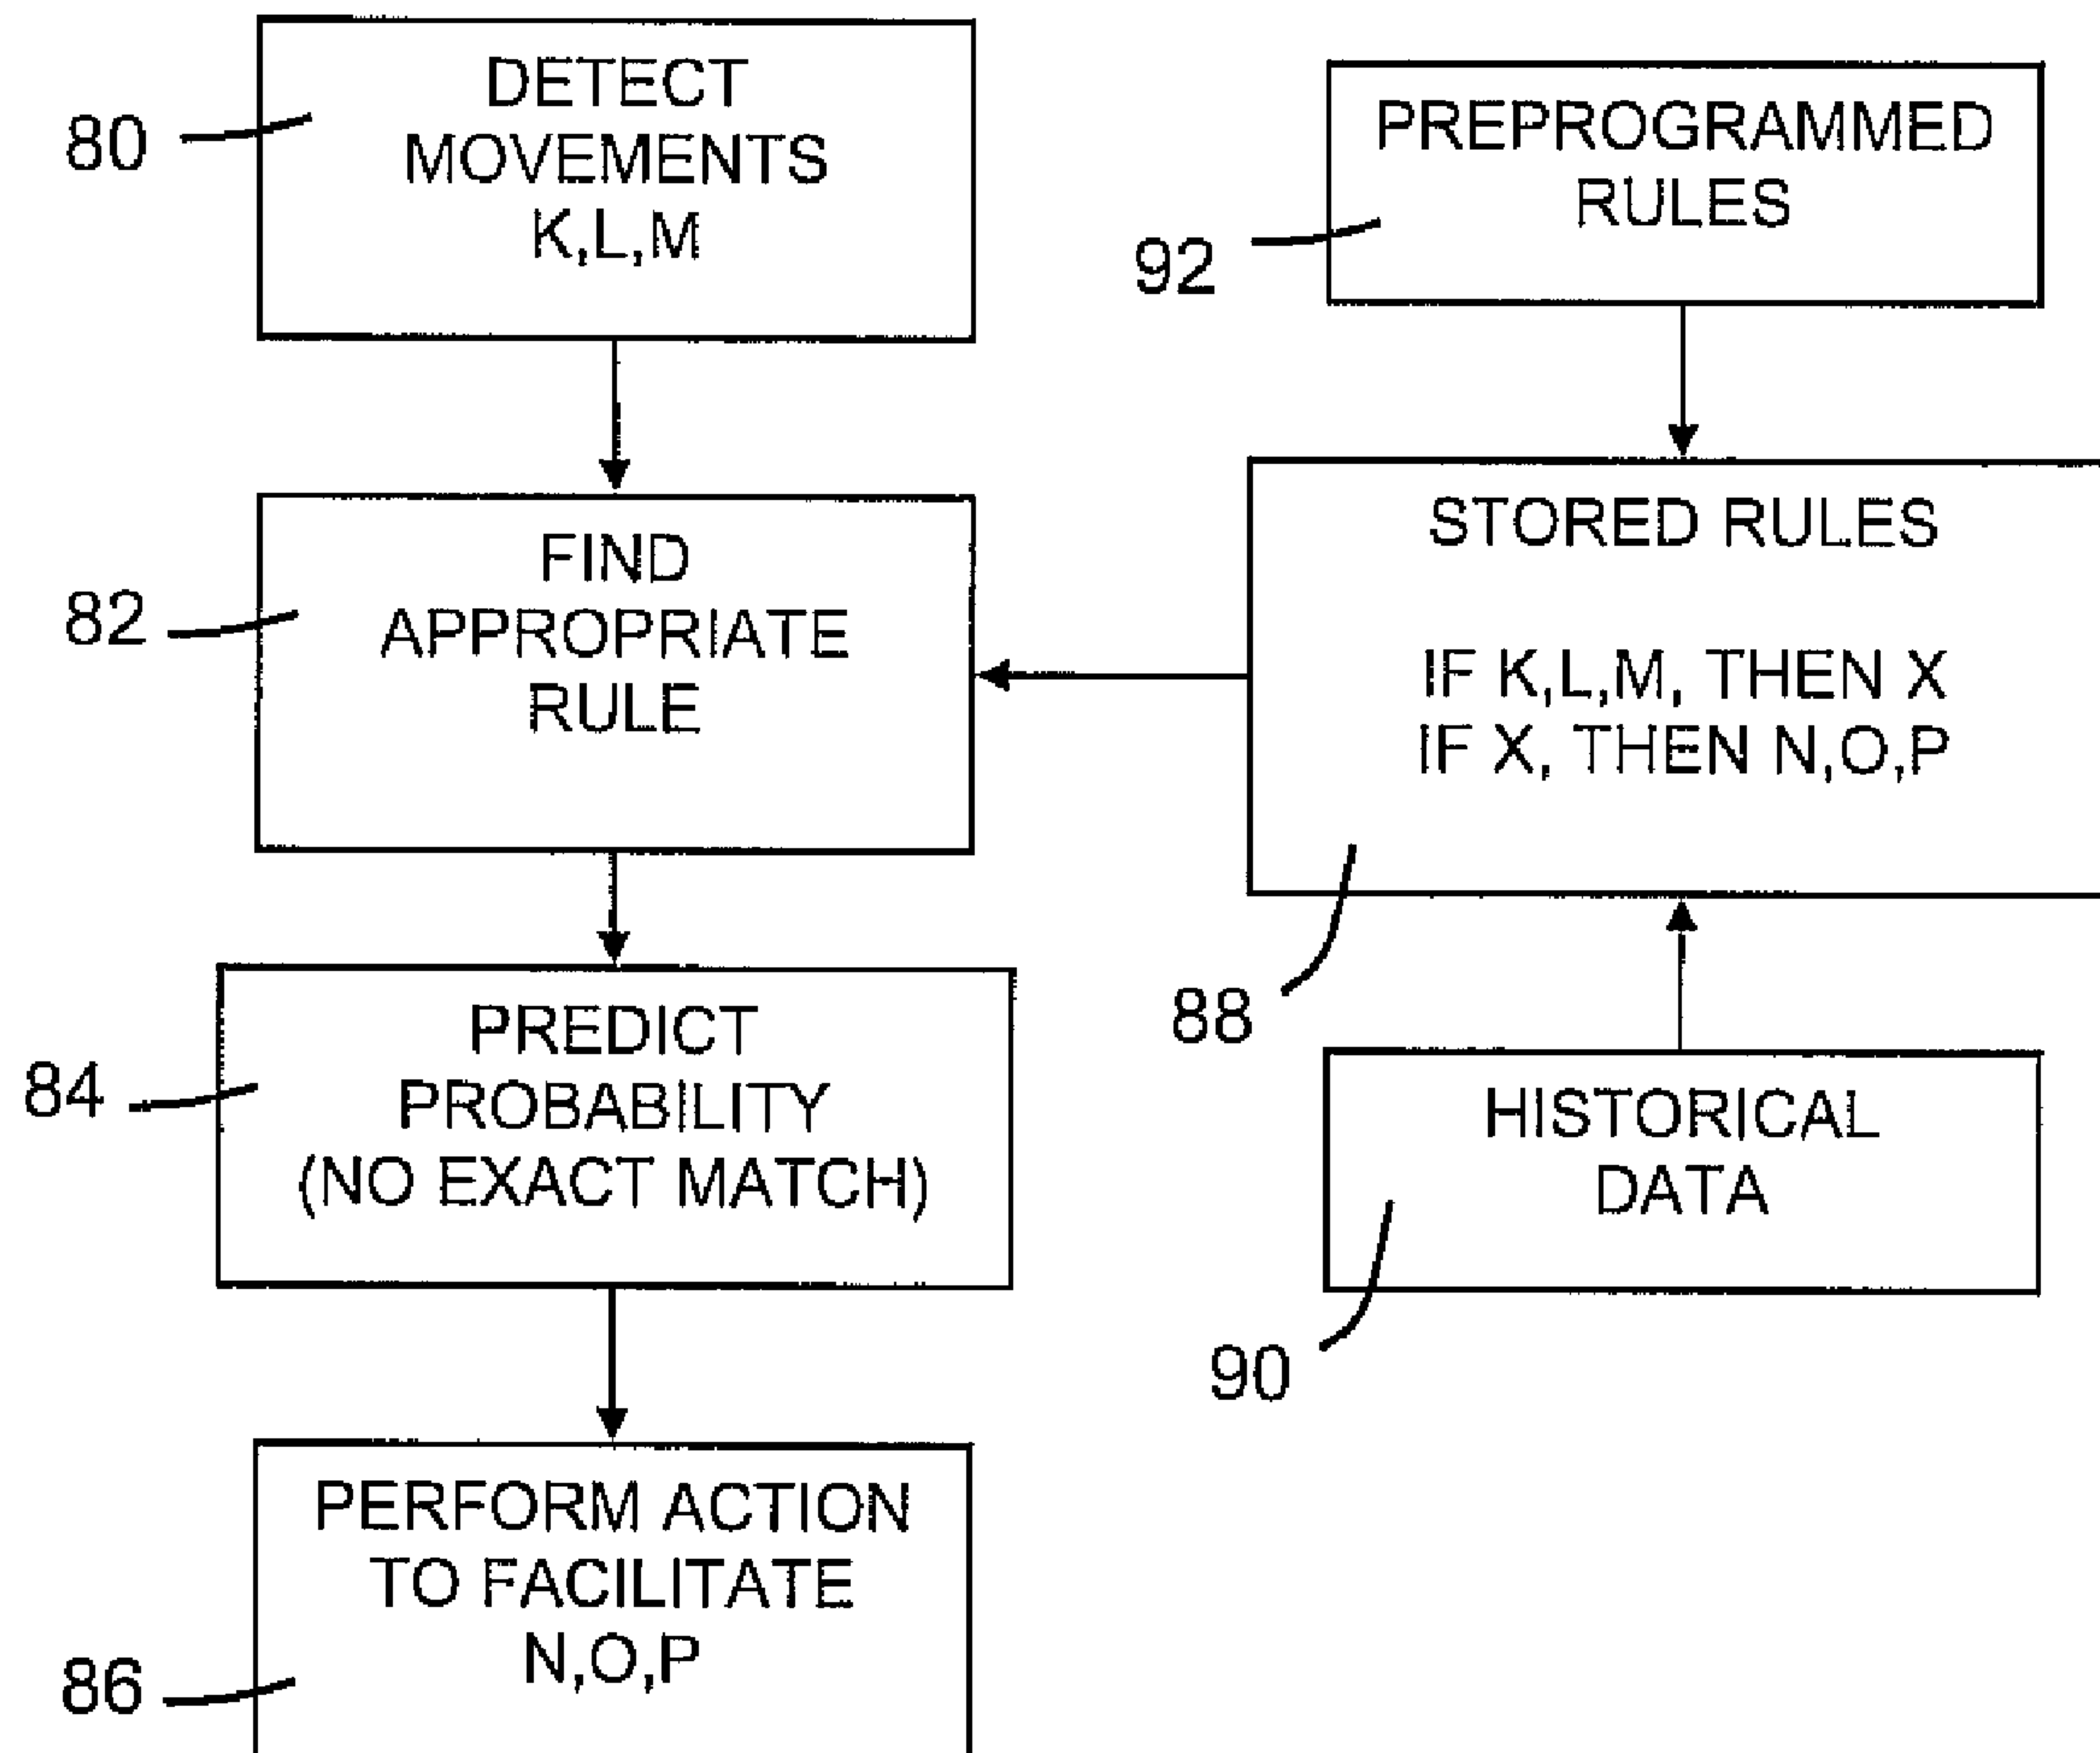 80
DETECT
MOVEMENTS
K,L,M
92
PREPROGRAMMED
RULES
82
FIND
APPROPRIATE
RULE
STORED RULES
IF K,L,M, THEN X
IF X, THEN N,O,P
88
84
PREDICT
PROBABILITY
(NO EXACT MATCH)
HISTORICAL
DATA
90
86
PERFORM ACTION
TO FACILITATE
N,O,P